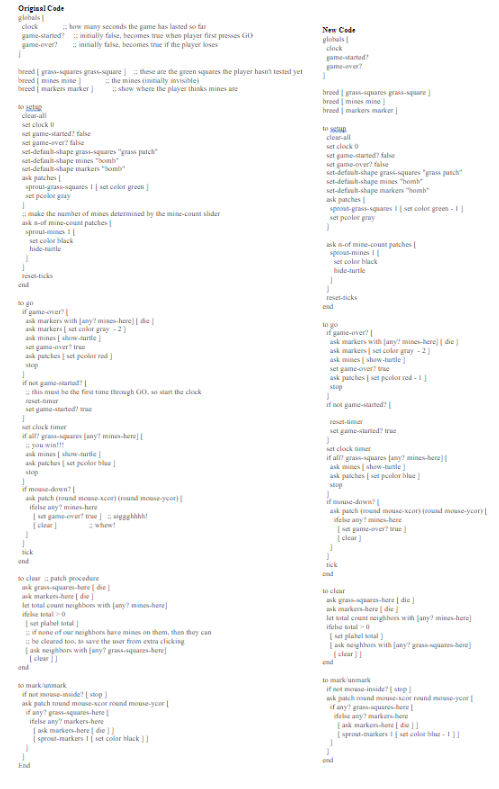 Original Code
globals [
clock ;; how many seconds the game has lasted so far
game-started? ;; initially false, becomes true when player first presses GO
game-over? ;; initially false, becomes true if the player loses
]
breed [ grass-squares grass-square ] ;; these are the green squares the player hasn't tested yet
breed [ mines mine ] ;; the mines (initially invisible)
breed [ markers marker ] ;; show where the player thinks mines are
to setup
clear-all
set clock 0
set game-started? false
set game-over? false
set-default-shape grass-squares "grass patch"
set-default-shape mines "bomb"
set-default-shape markers "bomb"
ask patches [
sprout-grass-squares 1 [ set color green ]
set pcolor gray
]
;; make the number of mines determined by the mine-count slider
ask n-of mine-count patches [
sprout-mines 1 [
set color black
hide-turtle
]
]
reset-ticks
end
to go
if game-over? [
ask markers with [any? mines-here] [ die ]
ask markers [ set color gray - 2 ]
ask mines [ show-turtle ]
set game-over? true
ask patches [ set pcolor red ]
stop
]
if not game-started? [
;; this must be the first time through GO, so start the clock
reset-timer
set game-started? true
]
set clock timer
if all? grass-squares [any? mines-here] [
;; you win!!!
ask mines [ show-turtle ]
ask patches [ set pcolor blue ]
stop
]
if mouse-down? [
ask patch (round mouse-xcor) (round mouse-ycor) [
ifelse any? mines-here
[ set game-over? true ] ;; aiggghhhh!
[ clear ] ;; whew!
]
]
tick
end
to clear ;; patch procedure
ask grass-squares-here [ die ]
ask markers-here [ die ]
let total count neighbors with [any? mines-here]
ifelse total > 0
[ set plabel total ]
;; if none of our neighbors have mines on them, then they can
;; be cleared too, to save the user from extra clicking
[ ask neighbors with [any? grass-squares-here]
[ clear ] ]
end
to mark/unmark
if not mouse-inside? [ stop ]
ask patch round mouse-xcor round mouse-ycor [
if any? grass-squares-here [
ifelse any? markers-here
[ ask markers-here [ die ] ]
[ sprout-markers 1 [ set color black ] ]
]
]
End
New Code
globals [
clock
game-started?
game-over?
]
breed [ grass-squares grass-square ]
breed [ mines mine ]
breed [ markers marker ]
to setup
clear-all
set clock 0
set game-started? false
set game-over? false
set-default-shape grass-squares "grass patch"
set-default-shape mines "bomb"
set-default-shape markers "bomb"
ask patches [
sprout-grass-squares 1 [ set color green - 1 ]
set pcolor gray
]
ask n-of mine-count patches [
sprout-mines 1 [
set color black
hide-turtle
]
]
reset-ticks
end
to go
if game-over? [
ask markers with [any? mines-here] [ die ]
ask markers [ set color gray - 2 ]
ask mines [ show-turtle ]
set game-over? true
ask patches [ set pcolor red - 1 ]
stop
]
if not game-started? [
reset-timer
set game-started? true
]
set clock timer
if all? grass-squares [any? mines-here] [
ask mines [ show-turtle ]
ask patches [ set pcolor blue ]
stop
]
if mouse-down? [
ask patch (round mouse-xcor) (round mouse-ycor) [
ifelse any? mines-here
[ set game-over? true ]
[ clear ]
]
]
tick
end
to clear
ask grass-squares-here [ die ]
ask markers-here [ die ]
let total count neighbors with [any? mines-here]
ifelse total > 0
[ set plabel total ]
[ ask neighbors with [any? grass-squares-here]
[ clear ] ]
end
to mark/unmark
if not mouse-inside? [ stop ]
ask patch round mouse-xcor round mouse-ycor [
if any? grass-squares-here [
ifelse any? markers-here
[ ask markers-here [ die ] ]
[ sprout-markers 1 [ set color blue - 1 ] ]
]
]
end